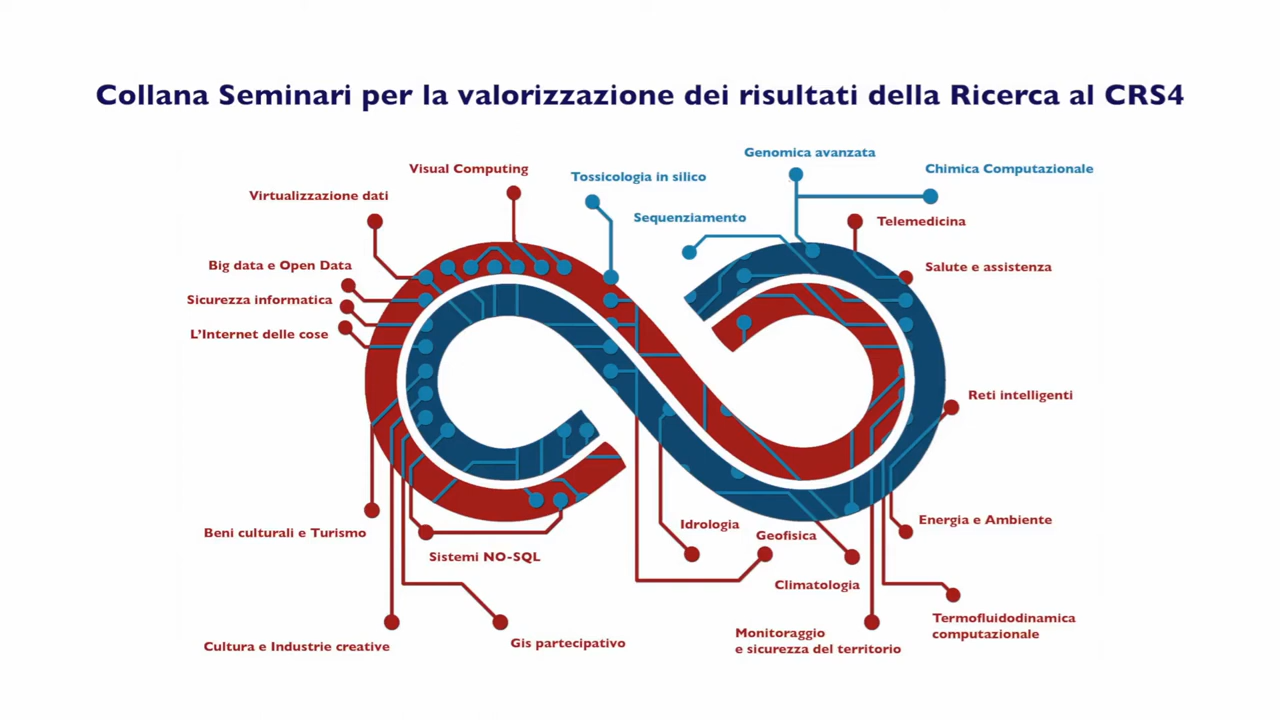 Collana Seminari per la valorizzazione dei risultati della Ricerca al CRS4
Genomica avanzata
Visual Computing
Chimica Computazionale
Tossicologia in silico
Virtualizzazione dati
Sequenziamento
Telemedicina
Big data e Open Data
Salute e assistenza
Sicurezza informatica
L'Internet delle cose
Reti intelligenti
Idrologia
Energia e Ambiente
Beni culturali e Turismo
Geofisica
Sistemi NO-SQL
Climatologia
Termofluidodinamica
computazionale
Monitoraggio
e sicurezza del territorio
Gis partecipativo
Cultura e Industrie creative